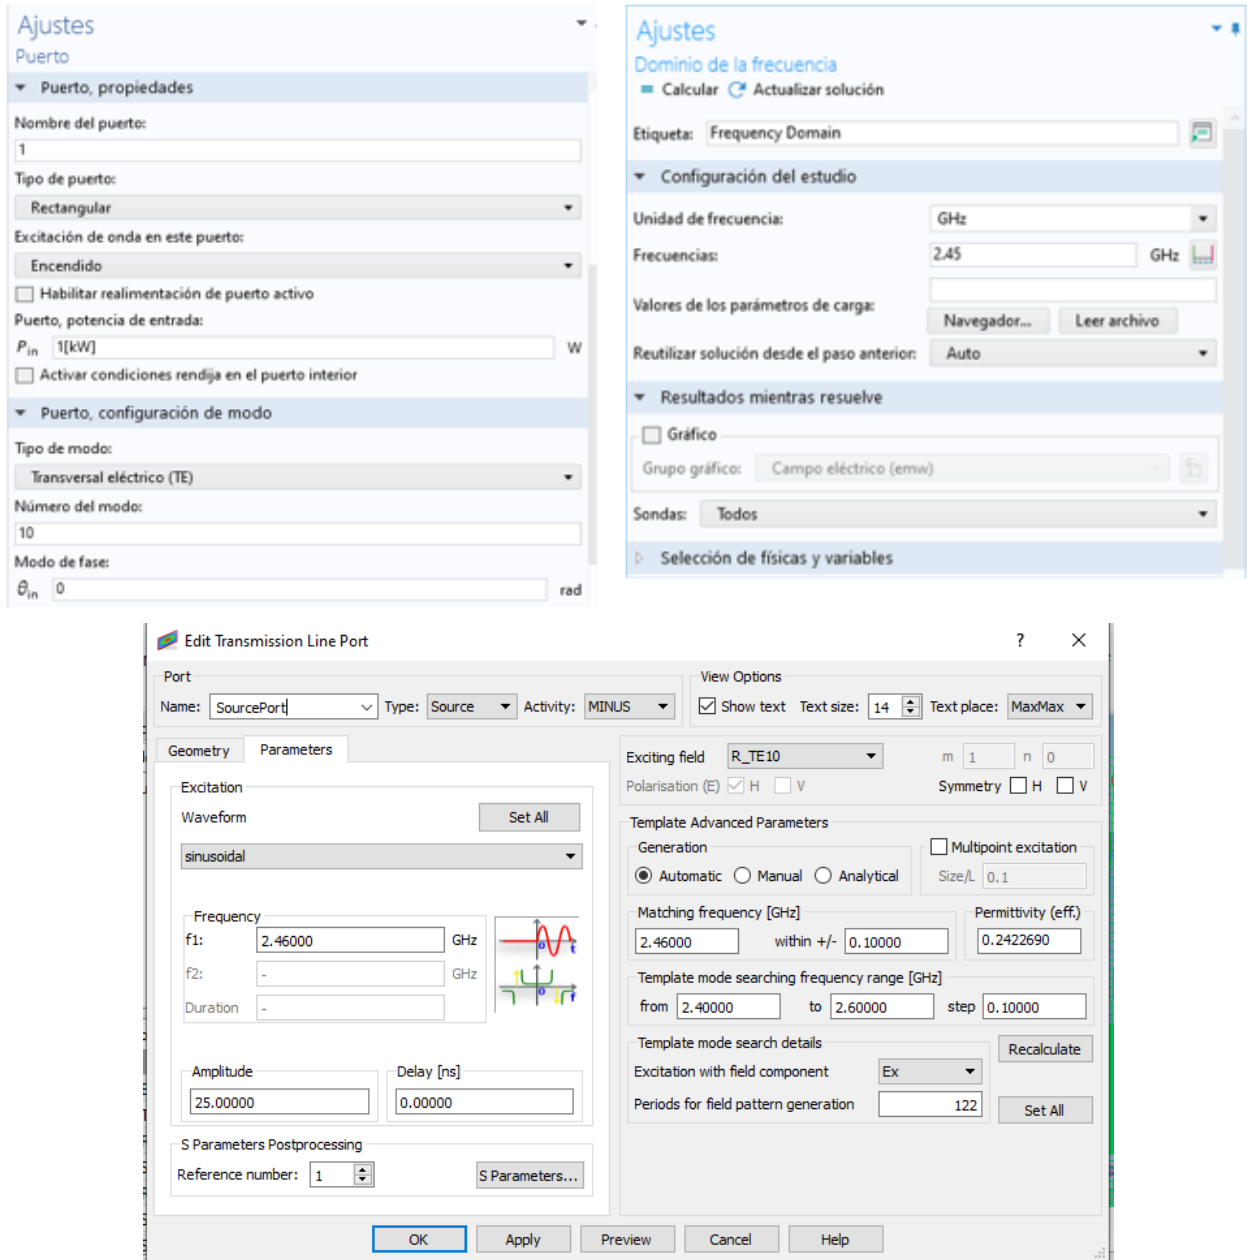 Ajustes
Puerto
Puerto, propiedades
Nombre del puerto:
1
Tipo de puerto:
Rectangular
Excitación de onda en este puerto:
Encendido
Habilitar realimentación de puerto activo
Puerto, potencia de entrada:
Pin 1[kW] W
Activar condiciones rendija en el puerto interior
Puerto, configuración de modo
Tipo de modo:
Transversal eléctrico (TE)
Número del modo:
10
Modo de fase:
θin 0 rad
Ajustes
Dominio de la frecuencia
Calcular Actualizar solución
Etiqueta: Frequency Domain
Configuración del estudio
Unidad de frecuencia: GHz
Frecuencias: 2.45 GHz
Valores de los parámetros de carga:
Navegador... Leer archivo
Reutilizar solución desde el paso anterior: Auto
Resultados mientras resuelve
Gráfico
Grupo gráfico: Campo eléctrico (emw)
Sondas: Todos
Selección de físicas y variables
Edit Transmission Line Port ?
Port
Name: SourcePort Type: Source Activity: MINUS
View Options
Show text Text size: 14 Text place: MaxMax
Geometry Parameters
Excitation
Waveform Set All
sinusoidal
Frequency
f1: 2.46000 GHz
f2: - GHz
Duration -
0 t
0 f
Amplitude
25.00000
Delay [ns]
0.00000
S Parameters Postprocessing
Reference number: 1 S Parameters...
Exciting field R_TE10 m 1 n 0
Polarisation (E) H V Symmetry H V
Template Advanced Parameters
Generation
Automatic Manual Analytical
Multipoint excitation
Size/L 0.1
Matching frequency [GHz]
2.46000 within +/- 0.10000
Permittivity (eff.)
0.2422690
Template mode searching frequency range [GHz]
from 2.40000 to 2.60000 step 0.10000
Template mode search details
Excitation with field component Ex
Periods for field pattern generation 122
Recalculate
Set All
OK Apply Preview Cancel Help